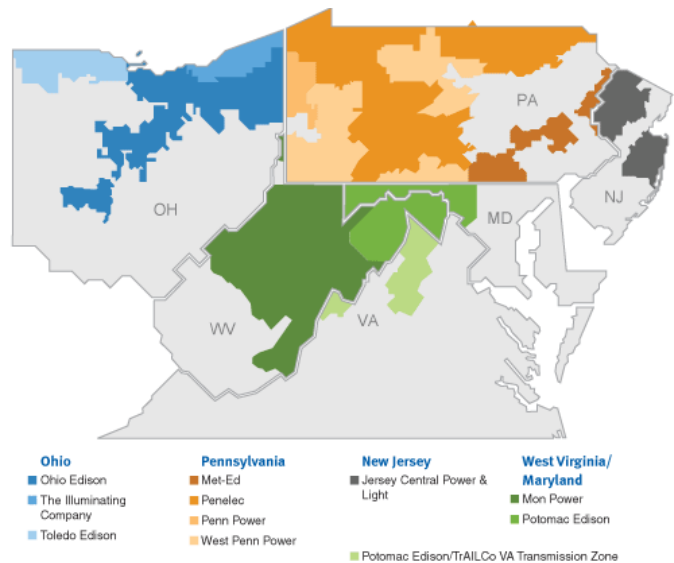 PA
OH
NJ
MD
WV
VA
Ohio
Ohio Edison
The Illuminating
Company
Toledo Edison
Pennsylvania
Met-Ed
Penelec
Penn Power
West Penn Power
New Jersey
Jersey Central Power &
Light
West Virginia/
Maryland
Mon Power
Potomac Edison
Potomac Edison/TrAILCo VA Transmission Zone